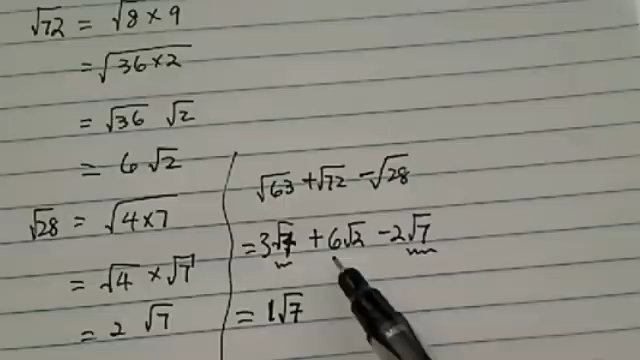 √72 = √8 × 9
= √36 × 2
= √36 √2
= 6 √2
√28 = √4 × 7
= √4 × √7
= 2 √7
√63 + √72 - √28
= 3√7 + 6√2 - 2√7
= 1√7